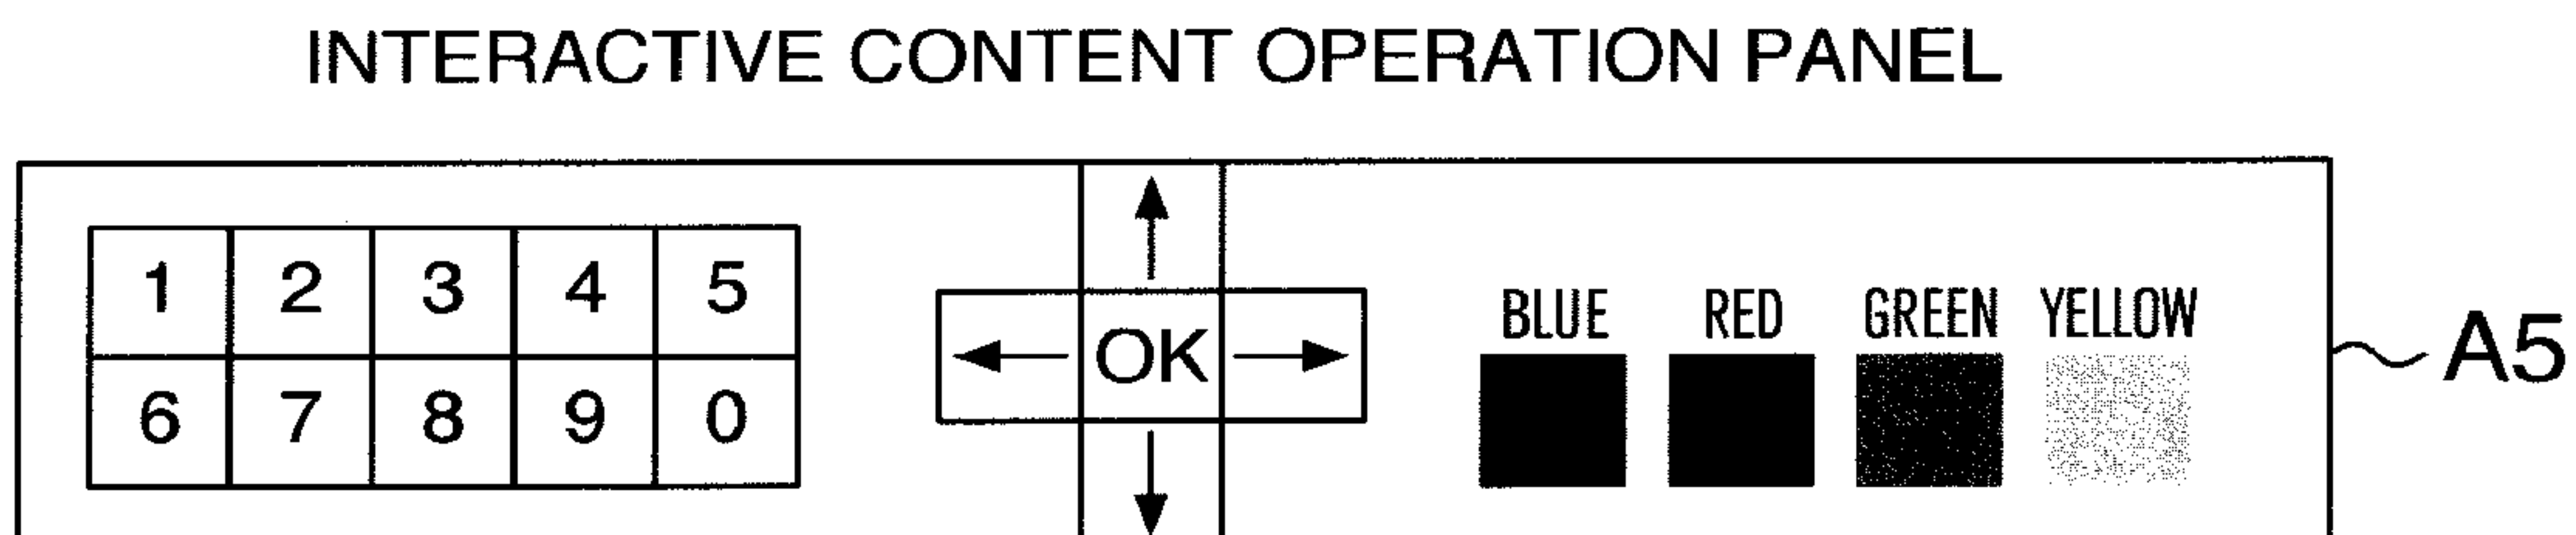 INTERACTIVE CONTENT OPERATION PANEL
1 2 3 4 5
6 7 8 9 0
OK
BLUE RED GREEN YELLOW
A5